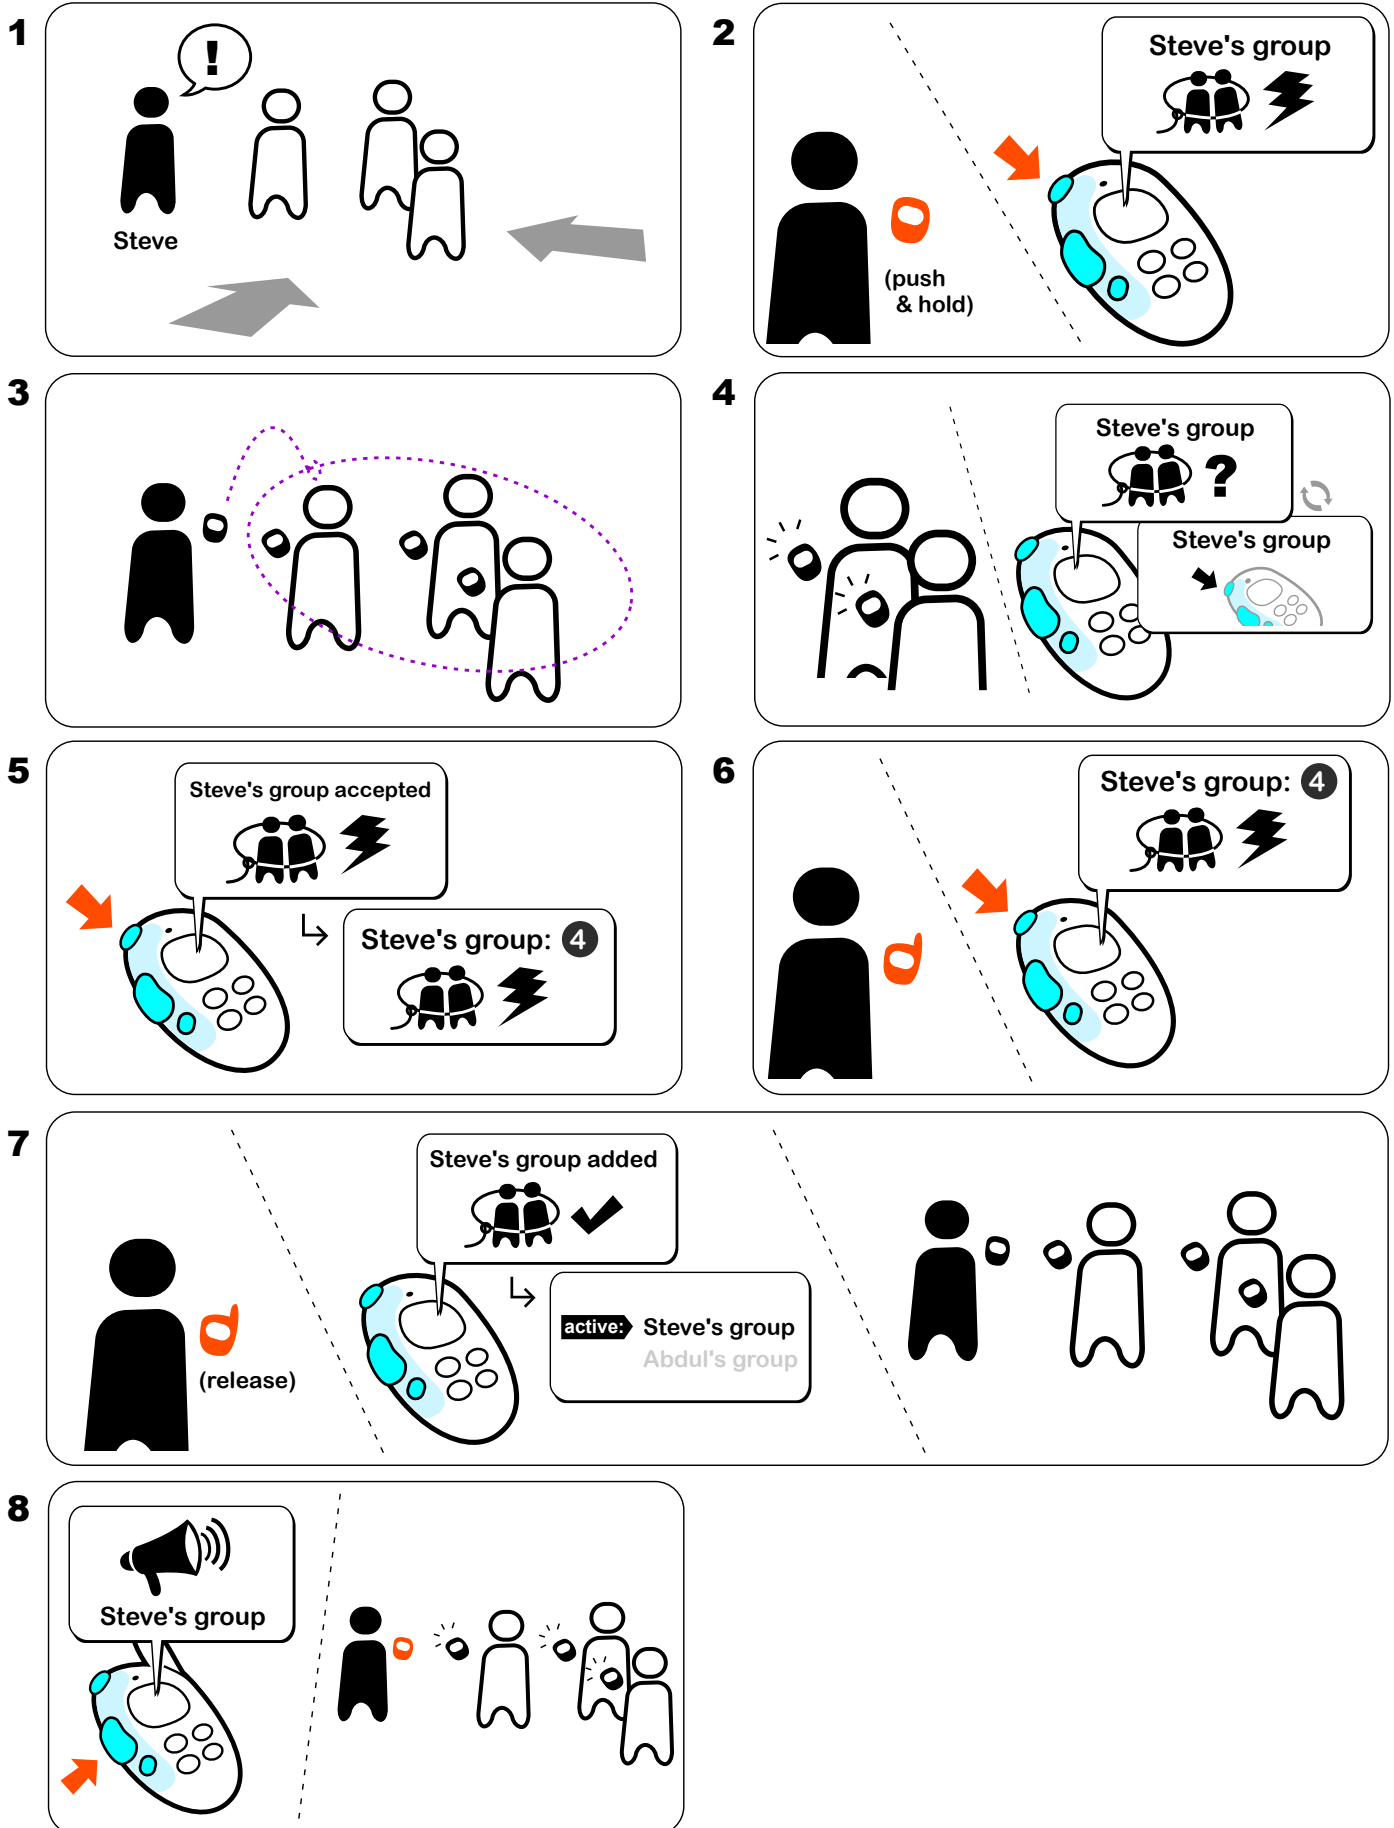 1
!
Steve
2
Steve's group
(push
& hold)
3
4
Steve's group
?
Steve's group
5
Steve's group accepted
Steve's group: 4
6
Steve's group: 4
7
Steve's group added
active: Steve's group
Abdul's group
(release)
8
Steve's group